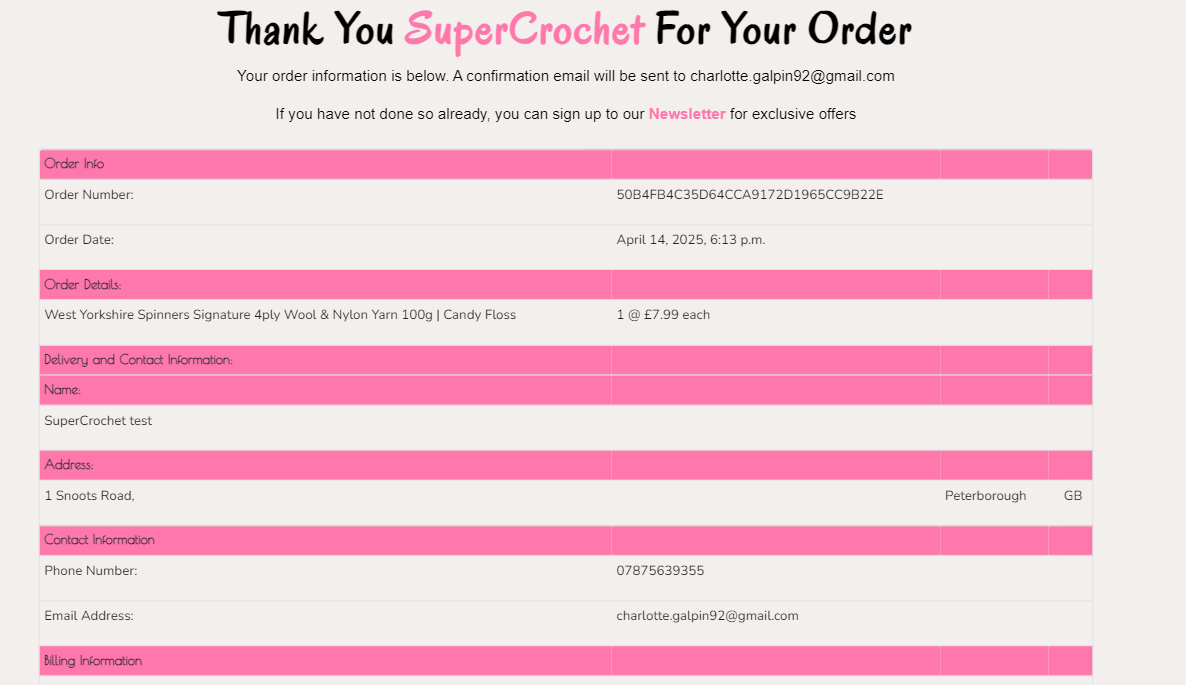 Thank You SuperCrochet For Your Order
Your order information is below. A confirmation email will be sent to charlotte.galpin92@gmail.com
If you have not done so already, you can sign up to our Newsletter for exclusive offers
Order Info
Order Number: 50B4FB4C35D64CCA9172D1965CC9B22E
Order Date: April 14, 2025, 6:13 p.m.
Order Details:
West Yorkshire Spinners Signature 4ply Wool & Nylon Yarn 100g | Candy Floss 1 @ £7.99 each
Delivery and Contact Information:
Name:
SuperCrochet test
Address:
1 Snoots Road, Peterborough GB
Contact Information
Phone Number: 07875639355
Email Address: charlotte.galpin92@gmail.com
Billing Information